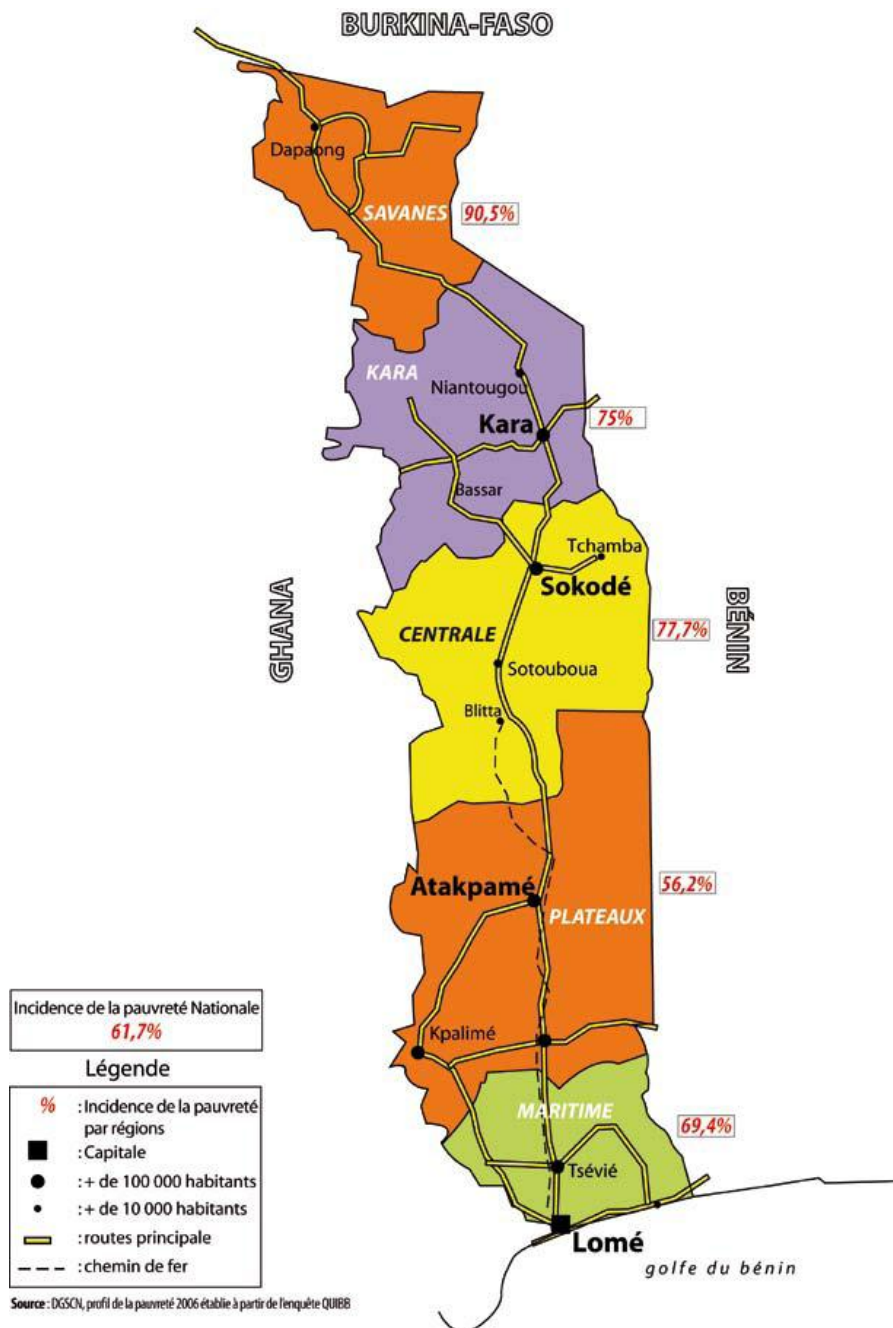 BURKINA-FASO
Dapaong
SAVANES
90,5%
KARA
Niantougou
Kara
75%
Bassar
Tchamba
Sokodé
GHANA
BÉNIN
CENTRALE
77,7%
Sotouboua
Blitta
Atakpamé
56,2%
PLATEAUX
Incidence de la pauvreté Nationale
61,7%
Kpalimé
Légende
MARITIME
69,4%
% : Incidence de la pauvreté
par régions
: Capitale
: + de 100 000 habitants
: + de 10 000 habitants
: routes principale
: chemin de fer
Tsévié
Lomé
golfe du bénin
Source : DGSCN, profil de la pauvreté 2006 établie à partir de l'enquête QUIBB